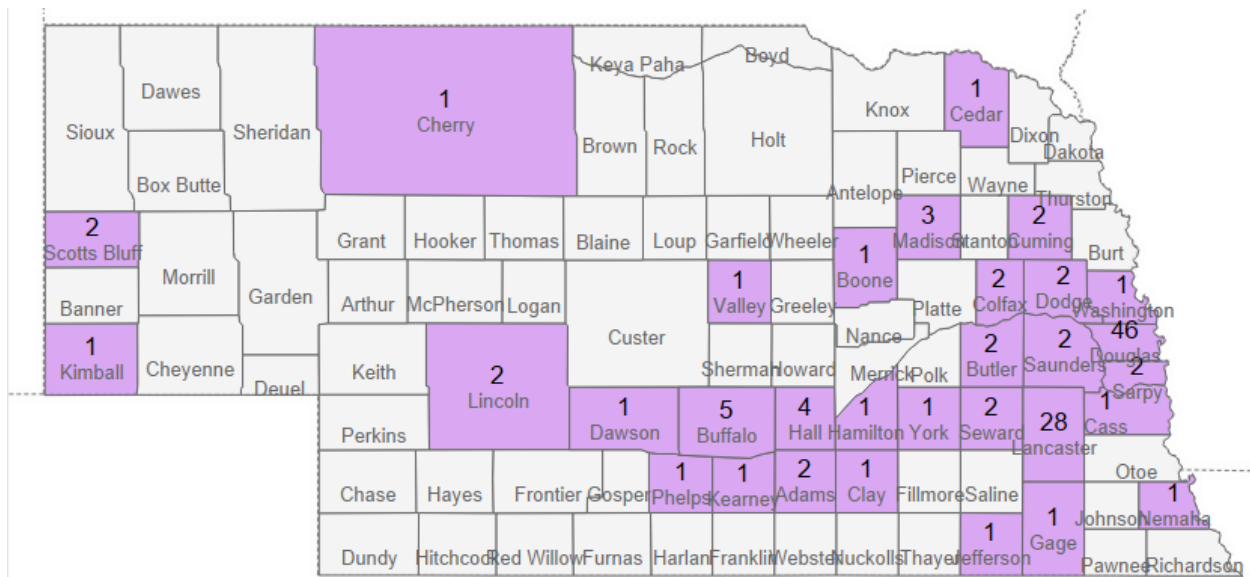 Sioux
Dawes
Box Butte
Sheridan
1
Cherry
Keya Paha
Boyd
Brown
Rock
Holt
Knox
1
Cedar
Dixon
Dakota
Antelope
Pierce
Wayne
Thurston
2
Scotts Bluff
Morrill
Garden
Grant
Hooker
Thomas
Blaine
Loup
Garfield
Wheeler
1
Boone
3
Madison
Stanton
2
Cuming
Burt
Banner
Arthur
McPherson
Logan
Custer
1
Valley
Greeley
Nance
Platte
2
Colfax
2
Dodge
1
Washington
1
Kimball
Cheyenne
Deuel
Keith
2
Lincoln
Sherman
Howard
Merrick
Polk
2
Butler
2
Saunders
46
Douglas
2
Sarpy
Perkins
1
Dawson
5
Buffalo
4
Hall
1
Hamilton
1
York
2
Seward
28
Lancaster
1
Cass
Otoe
Chase
Hayes
Frontier
Gosper
1
Phelps
1
Kearney
2
Adams
1
Clay
Fillmore
Saline
Dundy
Hitchcock
Red Willow
Furnas
Harlan
Franklin
Webster
Nuckolls
Thayer
1
Jefferson
1
Gage
Johnson
1
Nemaha
Pawnee
Richardson